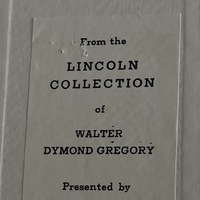 From the
LINCOLN
COLLECTION
of
WALTER
DYMOND GREGORY
Presented by